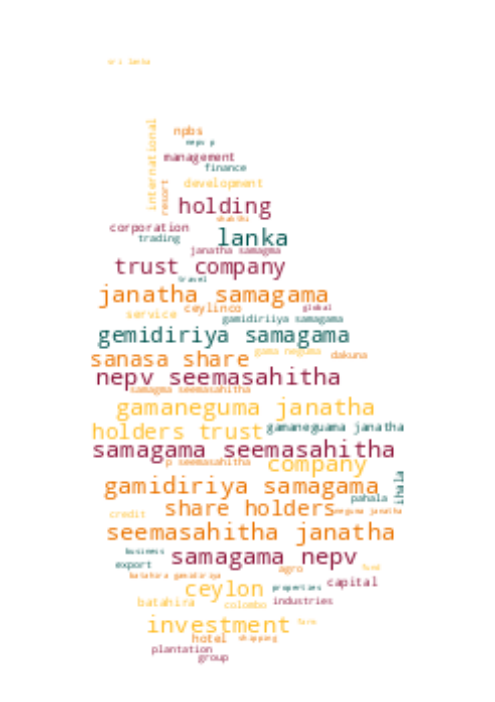 sri lanka
international
npbs
nepv p
management
finance
resort
development
holding
shakthi
corporation
trading
lanka
janatha samagma
trust company
travel
janatha samagama
service
ceylinco
global
gamidiriiya samagama
gemidiriya samagama
sanasa share
gama neguma
dakuna
nepv seemasahitha
samagma seemasahitha
gamaneguma janatha
holders trust
gamaneguama janatha
samagama seemasahitha
p seemasahitha
company
gamidiriya samagama
pahala
ihala
share holders
neguma janatha
credit
seemasahitha janatha
business
samagama nepv
export
agro
fund
batahira gamidiriya
ceylon
properties
capital
batahira
colombo
industries
investment
farm
hotel
shipping
plantation
group